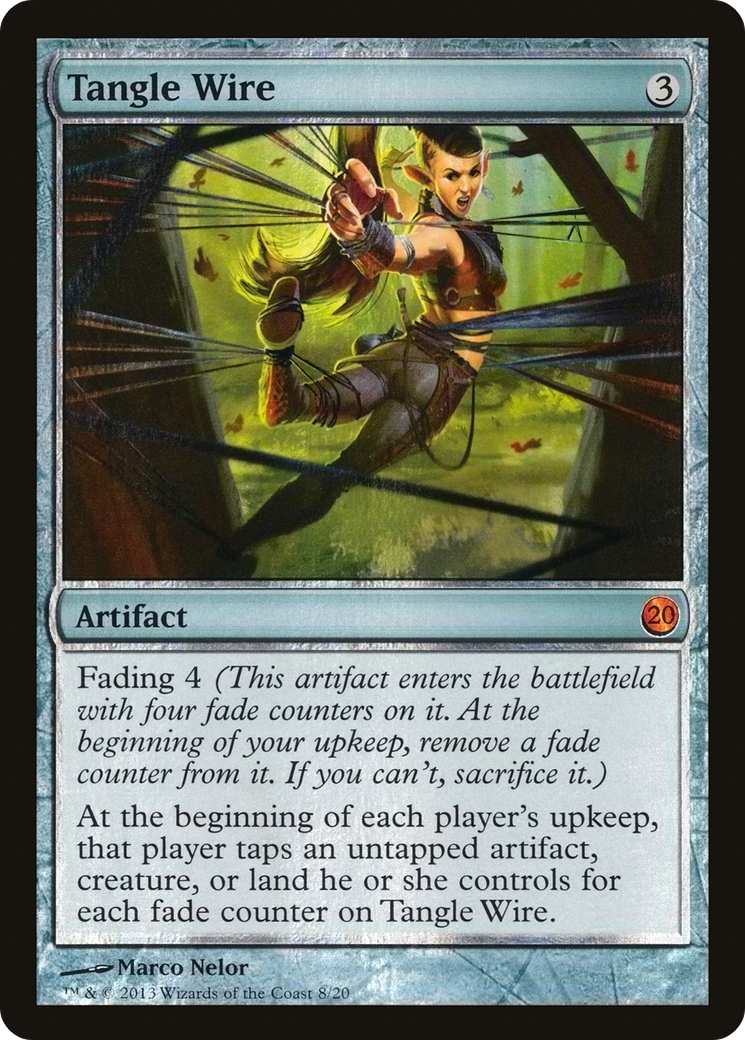 Tangle Wire
3
Artifact
20
Fading 4 (This artifact enters the battlefield
with four fade counters on it. At the
beginning of your upkeep, remove a fade
counter from it. If you can't, sacrifice it.)
At the beginning of each player's upkeep,
that player taps an untapped artifact,
creature, or land he or she controls for
each fade counter on Tangle Wire.
Marco Nelor
™ & © 2013 Wizards of the Coast 8/20